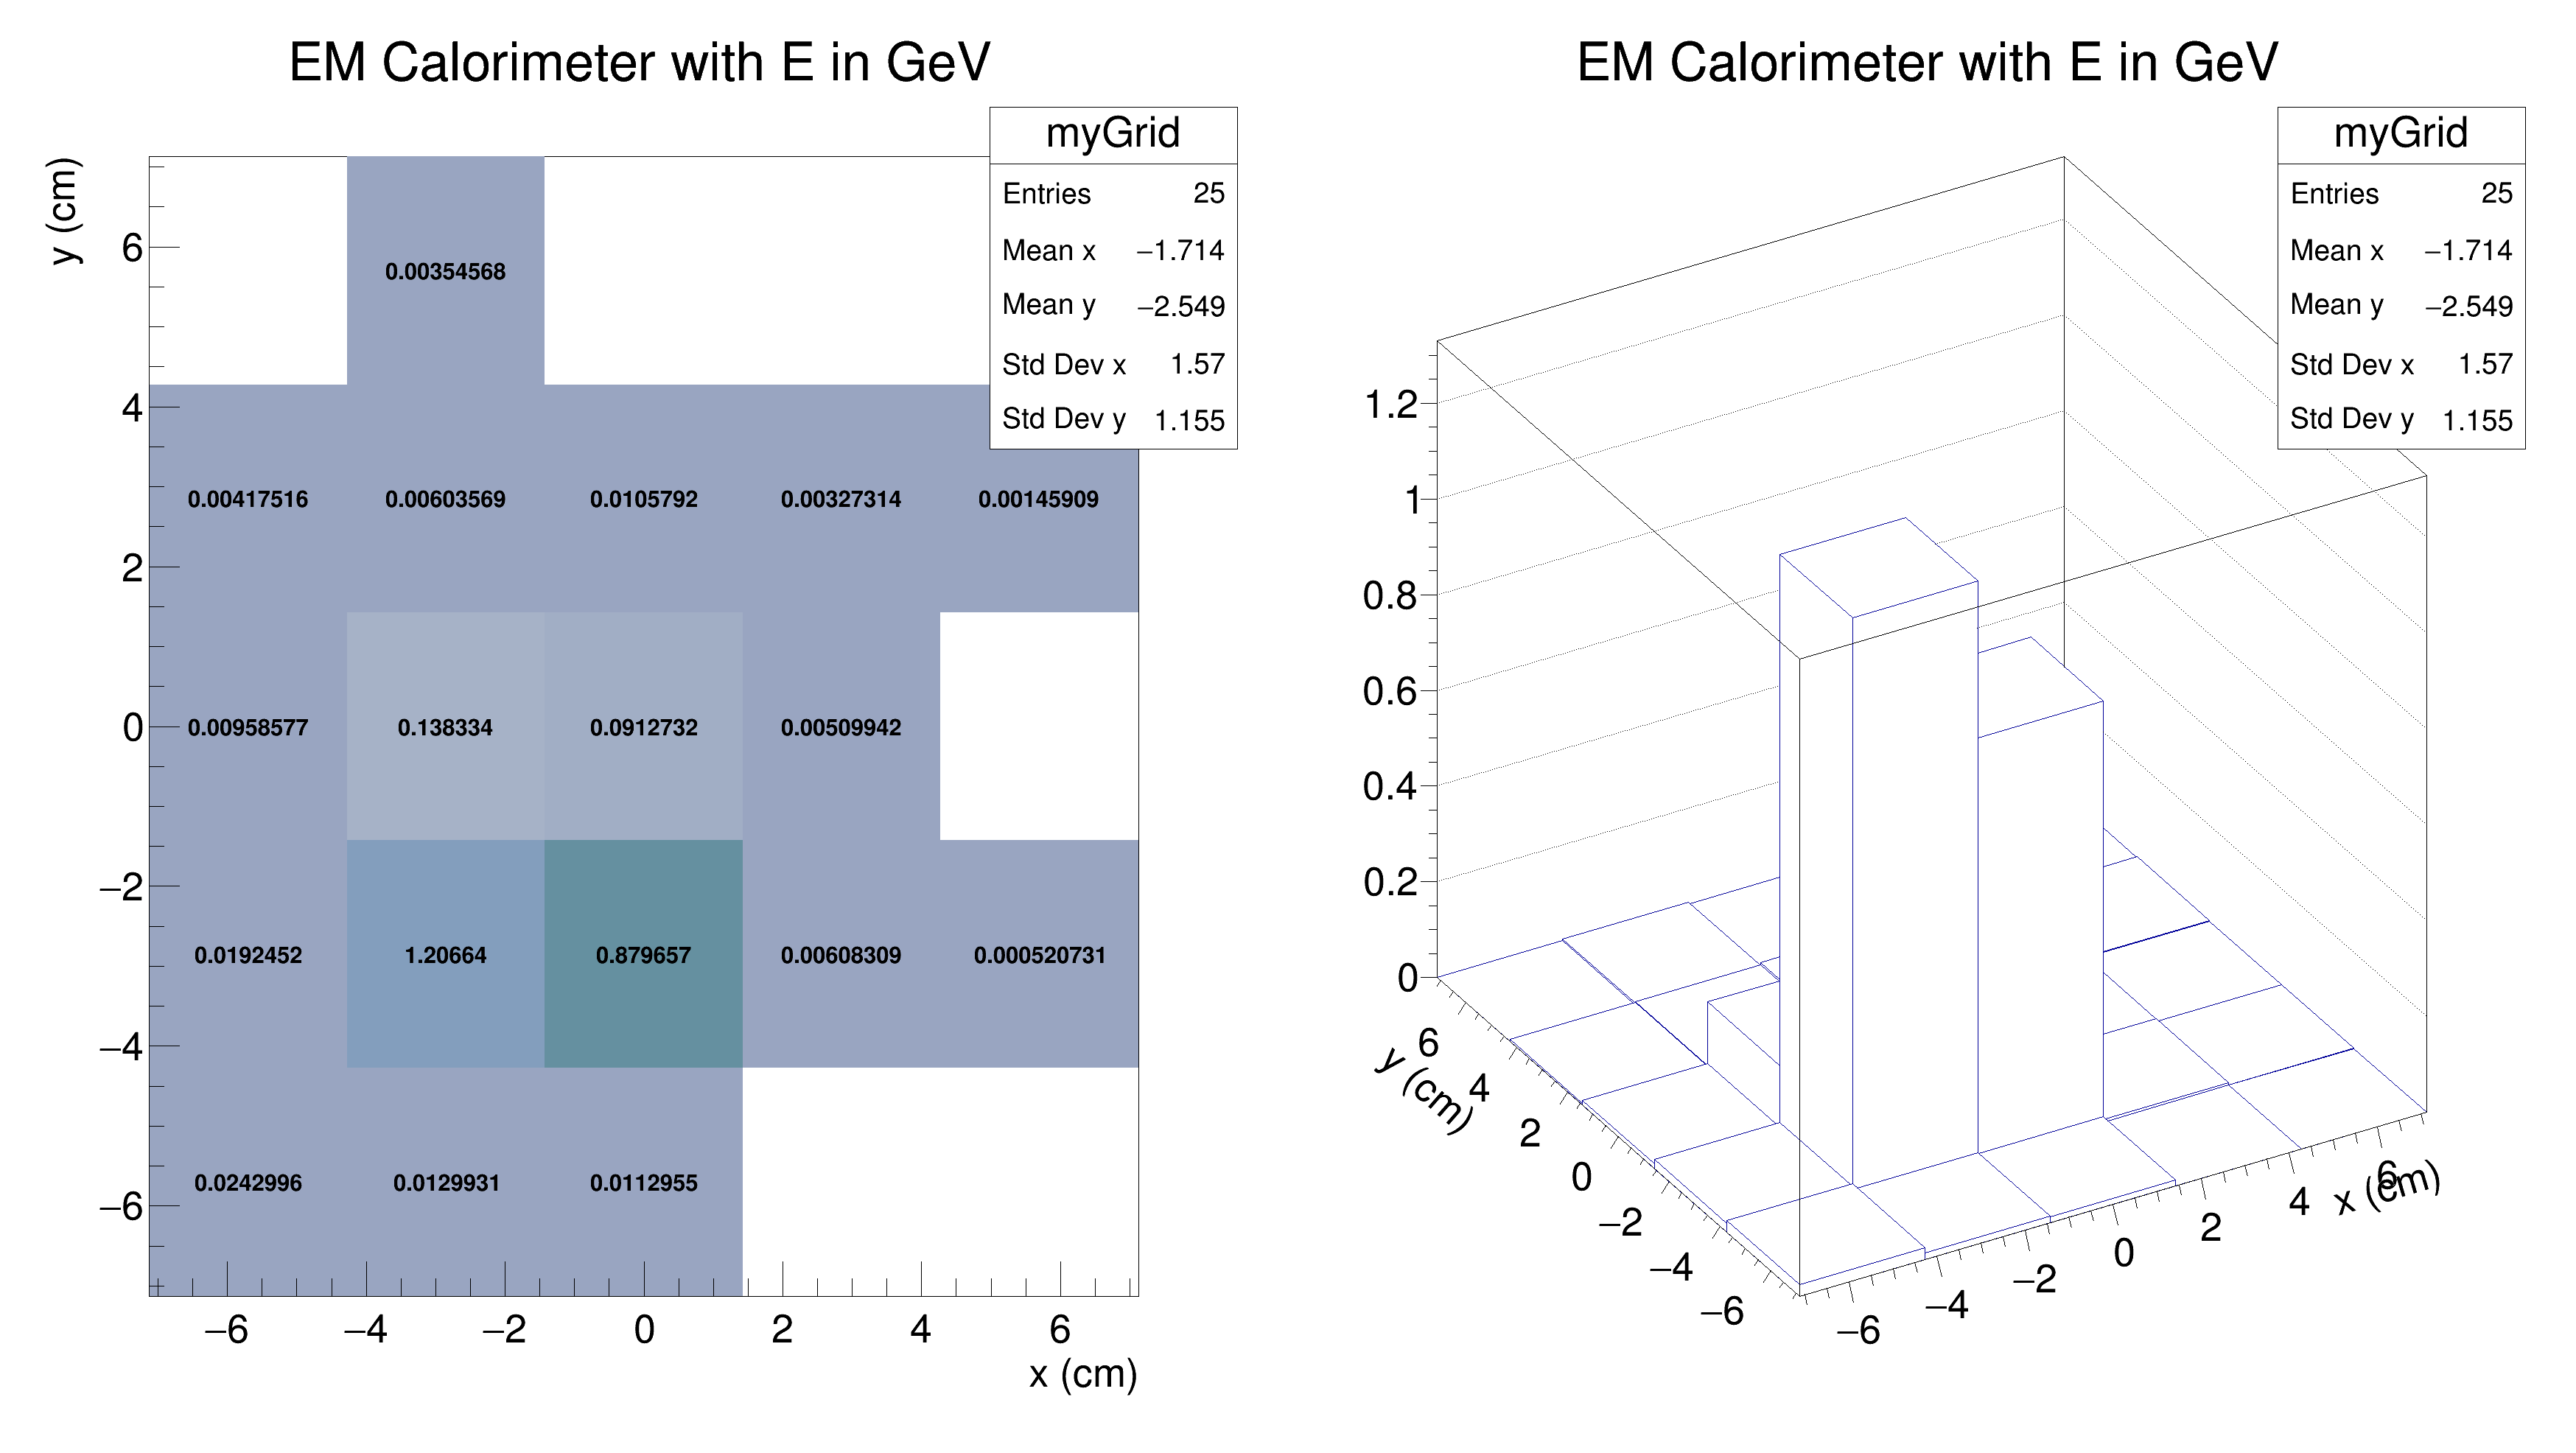 EM Calorimeter with E in GeV
myGrid
Entries 25
Mean x −1.714
Mean y −2.549
Std Dev x 1.57
Std Dev y 1.155
y (cm)
6
4
2
0
−2
−4
−6
0.00354568
0.00417516 0.00603569 0.0105792 0.00327314 0.00145909
0.00958577 0.138334 0.0912732 0.00509942
0.0192452 1.20664 0.879657 0.00608309 0.000520731
0.0242996 0.0129931 0.0112955
−6 −4 −2 0 2 4 6
x (cm)
EM Calorimeter with E in GeV
myGrid
Entries 25
Mean x −1.714
Mean y −2.549
Std Dev x 1.57
Std Dev y 1.155
1.2
1
0.8
0.6
0.4
0.2
0
y (cm)
6
4
2
0
−2
−4
−6
−6
−4
−2
0
2
4
6
x (cm)